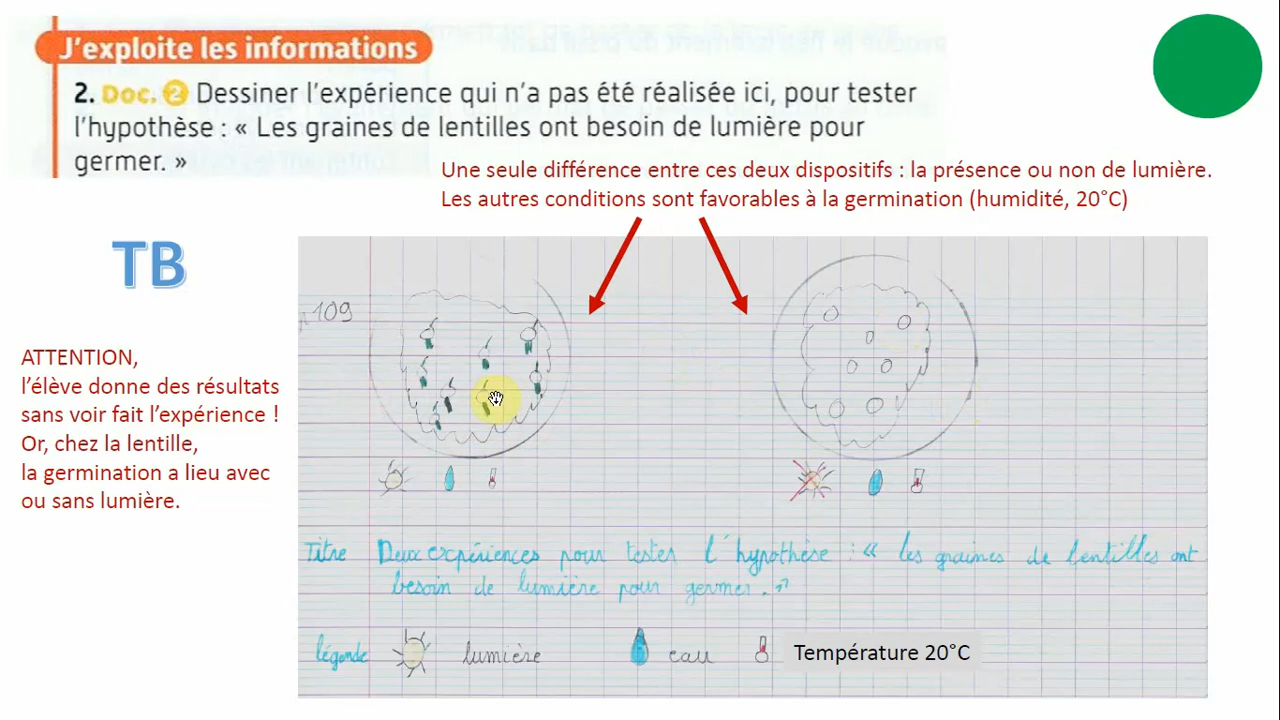 J'exploite les informations
2. Doc. 2 Dessiner l'expérience qui n'a pas été réalisée ici, pour tester
l'hypothèse : « Les graines de lentilles ont besoin de lumière pour
germer. »
Une seule différence entre ces deux dispositifs : la présence ou non de lumière.
Les autres conditions sont favorables à la germination (humidité, 20°C)
TB
109
ATTENTION,
l'élève donne des résultats
sans voir fait l'expérience !
Or, chez la lentille,
la germination a lieu avec
ou sans lumière.
Titre Deux expériences pour tester l'hypothèse : « les graines de lentilles ont
besoin de lumière pour germer. »
légende lumière eau Température 20°C